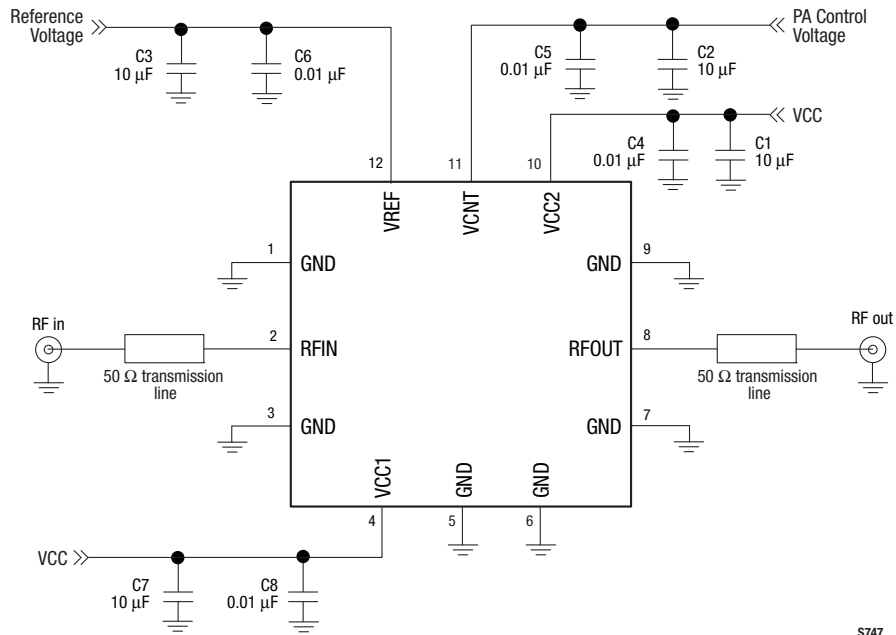 Reference
Voltage
C3
10 µF
C6
0.01 µF
C5
0.01 µF
C2
10 µF
PA Control
Voltage
C4
0.01 µF
C1
10 µF
VCC
12
11
10
VREF
VCNT
VCC2
1
GND
GND
9
RF in
2
RFIN
RFOUT
8
RF out
50 Ω transmission
line
50 Ω transmission
line
3
GND
GND
7
VCC1
GND
GND
4
5
6
VCC
C7
10 µF
C8
0.01 µF
S747